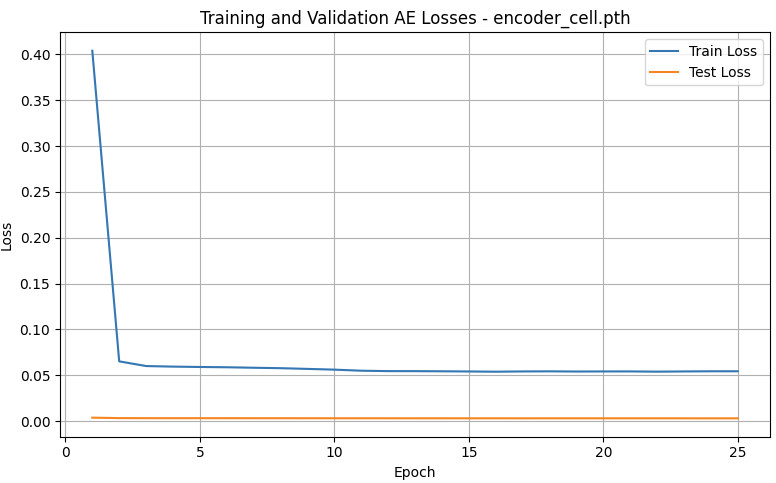 Training and Validation AE Losses - encoder_cell.pth
Train Loss
Test Loss
0.40
0.35
0.30
0.25
0.20
0.15
0.10
0.05
0.00
Loss
0 5 10 15 20 25
Epoch